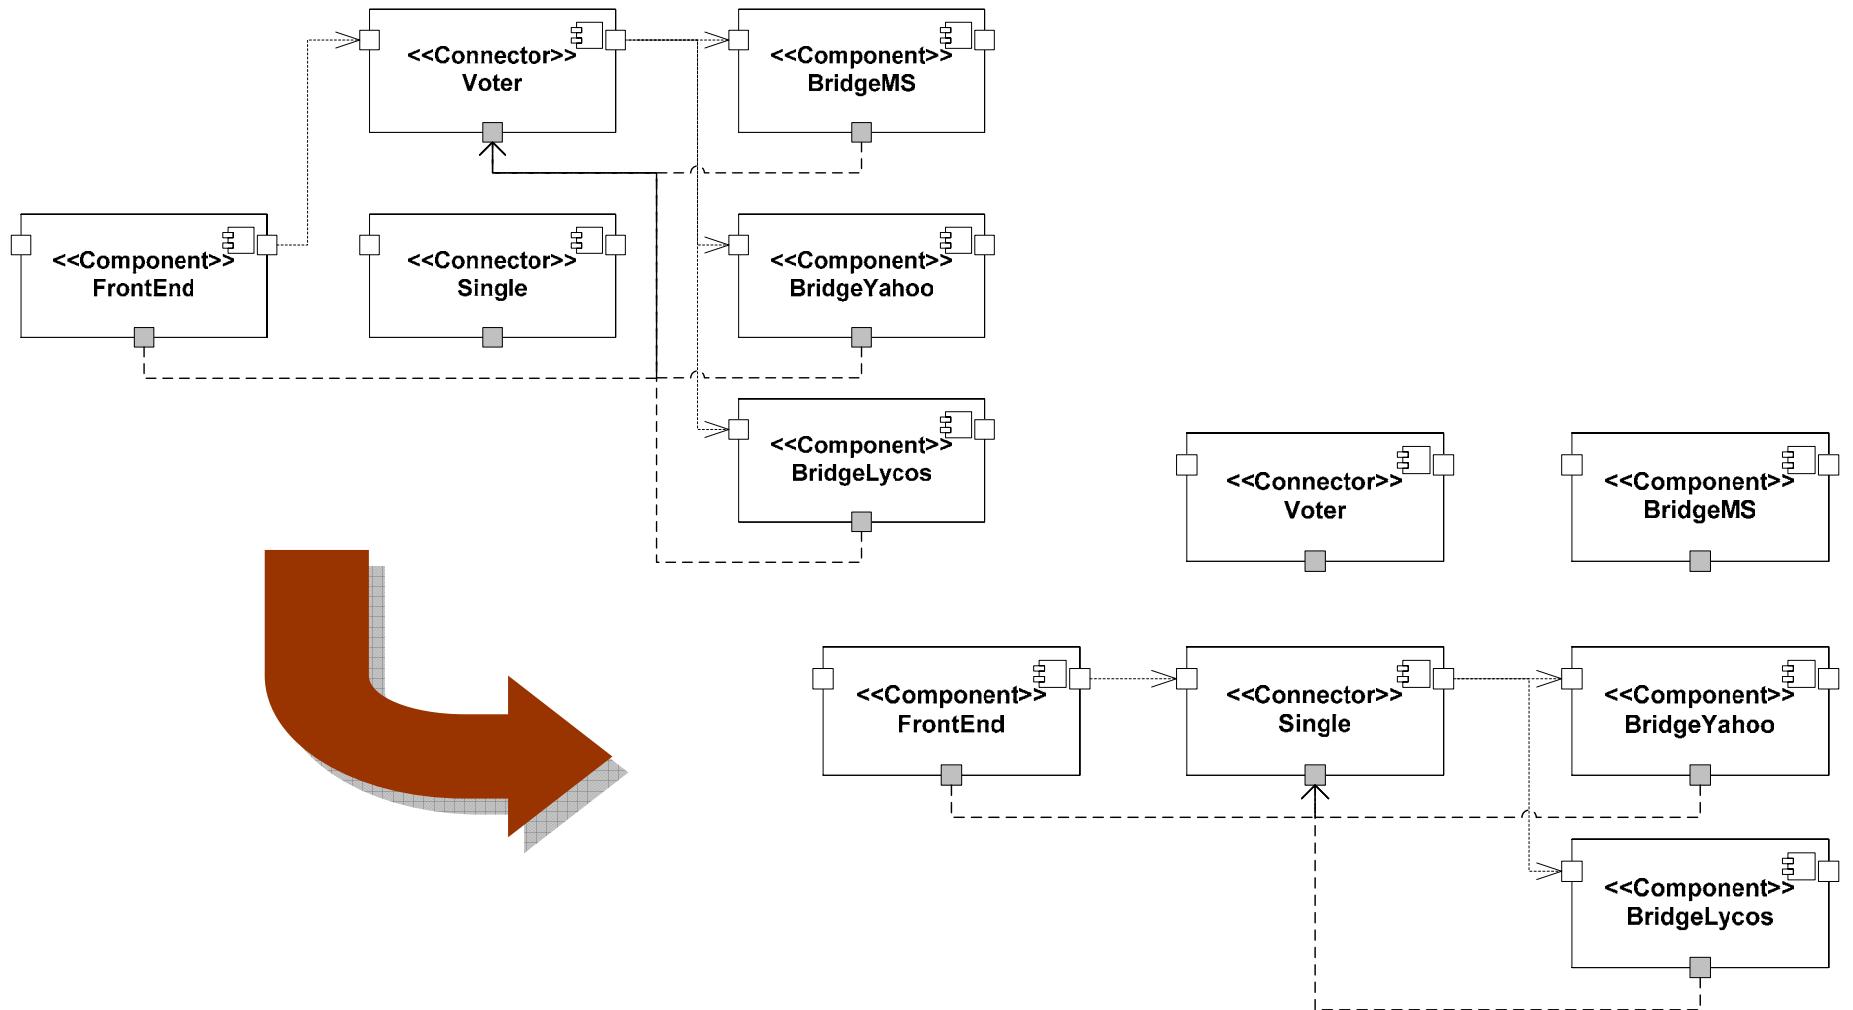 <<Connector>>
Voter
<<Component>>
BridgeMS
<<Component>>
FrontEnd
<<Connector>>
Single
<<Component>>
BridgeYahoo
<<Component>>
BridgeLycos
<<Connector>>
Voter
<<Component>>
BridgeMS
<<Component>>
FrontEnd
<<Connector>>
Single
<<Component>>
BridgeYahoo
<<Component>>
BridgeLycos